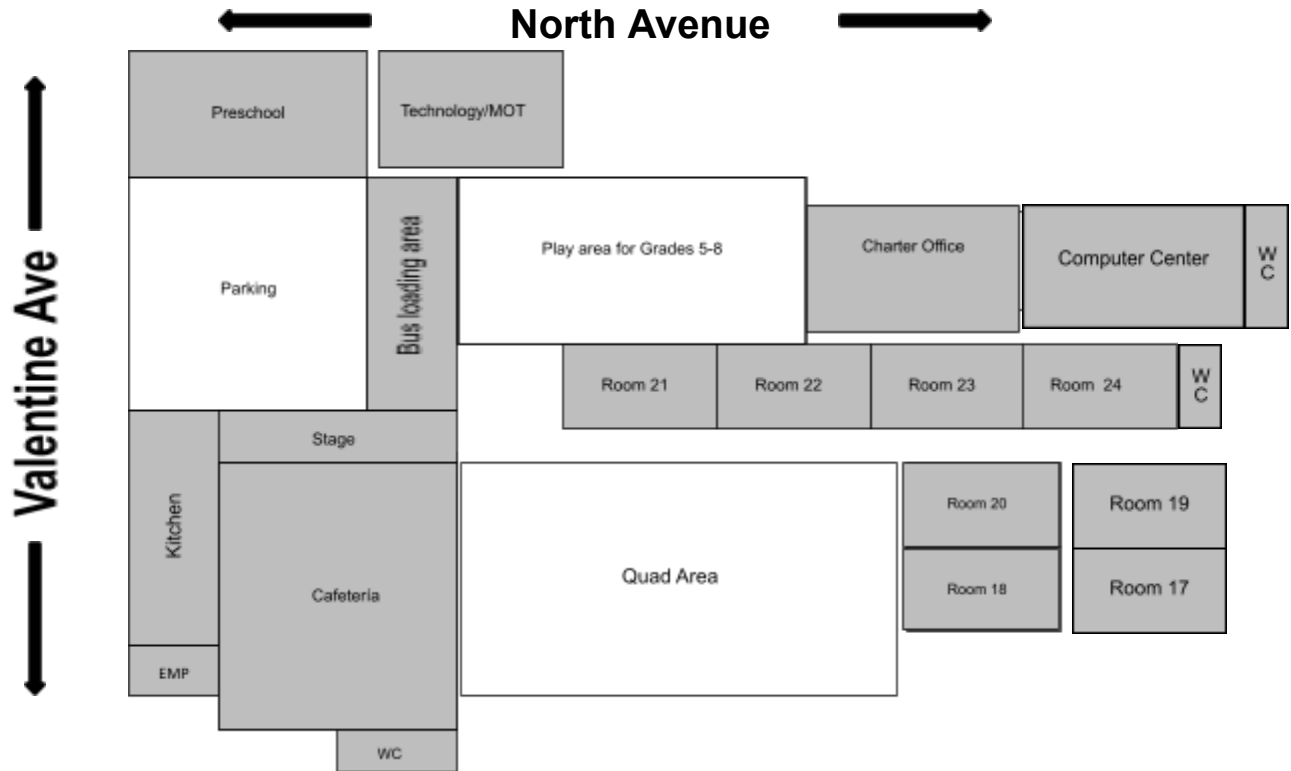 North Avenue
Valentine Ave
Preschool
Technology/MOT
Parking
Bus loading area
Play area for Grades 5-8
Charter Office
Computer Center
W
C
Room 21
Room 22
Room 23
Room 24
W
C
Stage
Kitchen
Cafeteria
Quad Area
Room 20
Room 19
Room 18
Room 17
EMP
WC